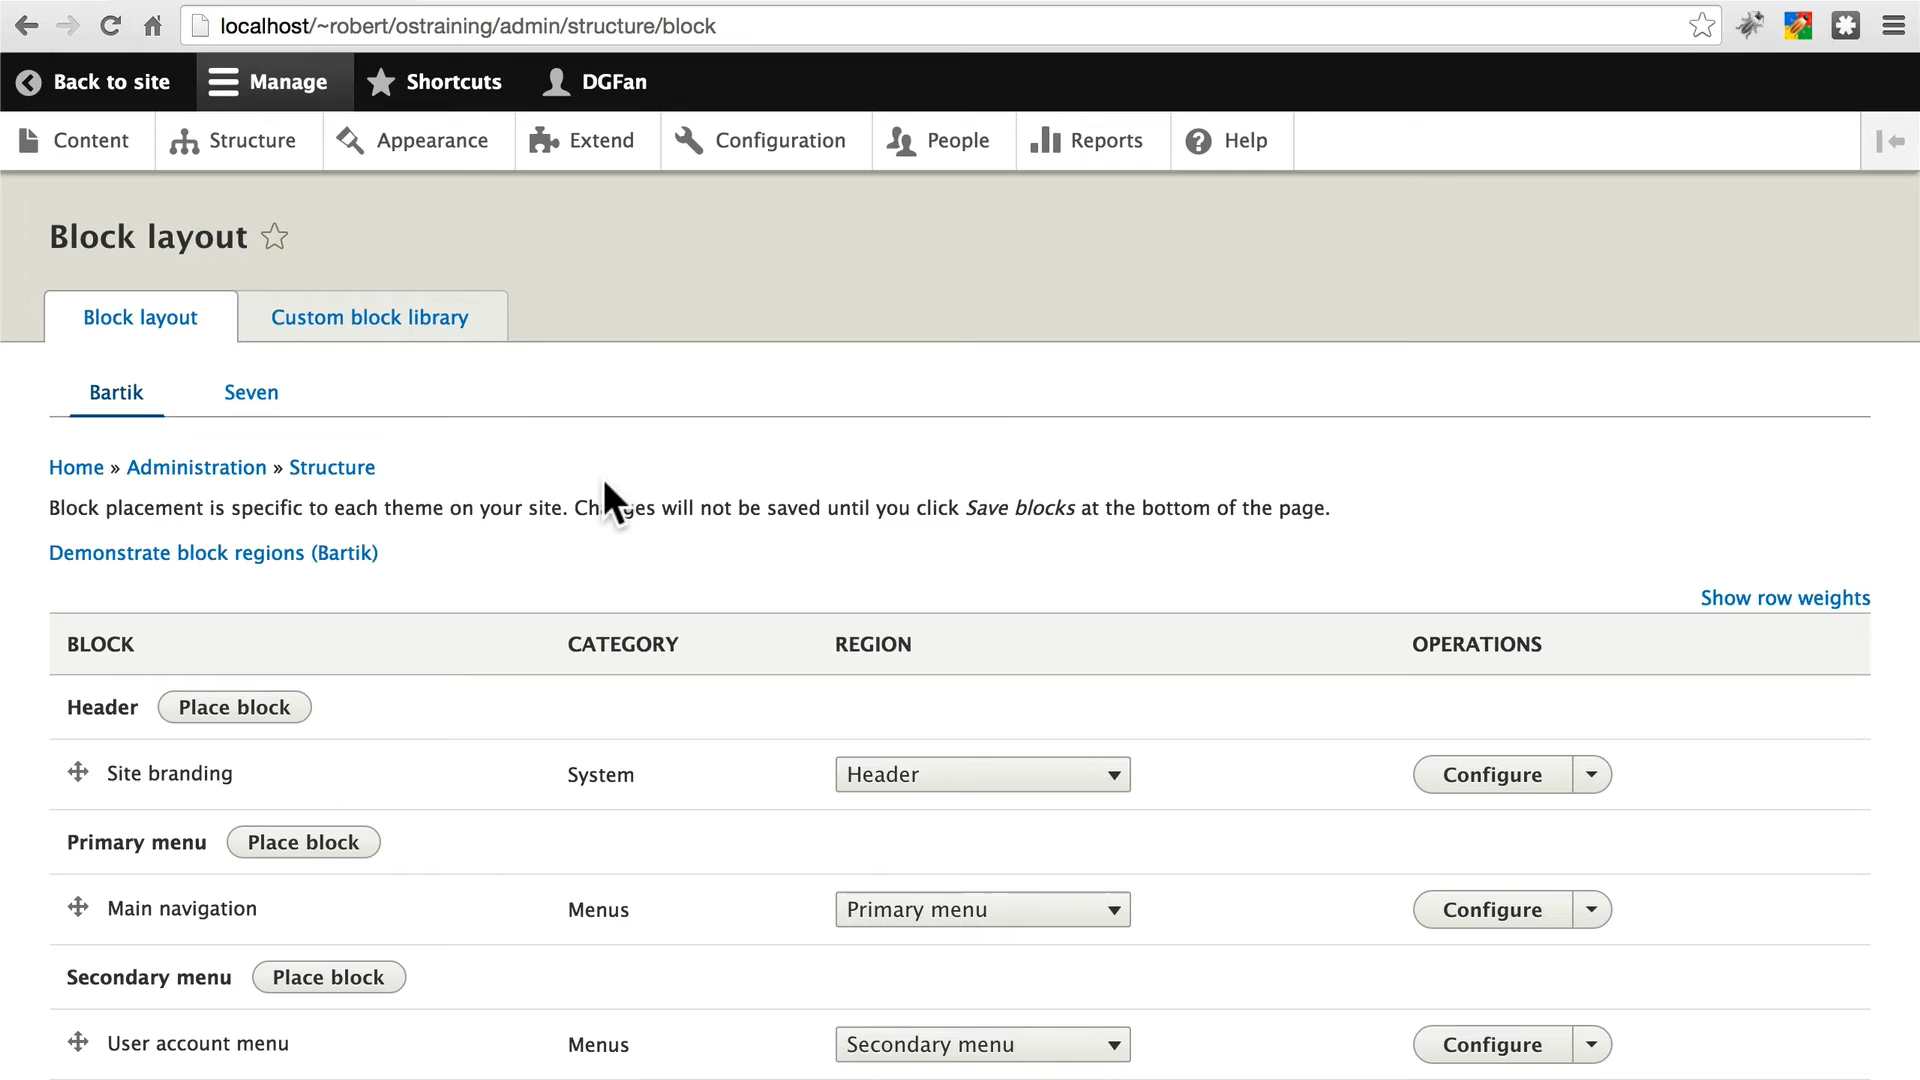 localhost/~robert/ostraining/admin/structure/block
Back to site Manage Shortcuts DGFan
Content Structure Appearance Extend Configuration People Reports Help
Block layout
Block layout Custom block library
Bartik Seven
Home » Administration » Structure
Block placement is specific to each theme on your site. Changes will not be saved until you click Save blocks at the bottom of the page.
Demonstrate block regions (Bartik)
Show row weights
BLOCK CATEGORY REGION OPERATIONS
Header Place block
Site branding System Header Configure
Primary menu Place block
Main navigation Menus Primary menu Configure
Secondary menu Place block
User account menu Menus Secondary menu Configure